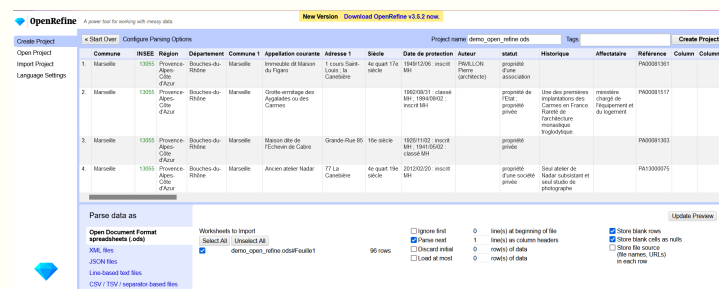 New Version Download OpenRefine v3.5.2 now.
OpenRefine A power tool for working with messy data.
Create Project
Open Project
Import Project
Language Settings
« Start Over Configure Parsing Options Project name demo_open_refine ods Tags Create Project
Commune INSEE Région Département Commune 1 Appellation courante Adresse 1 Siècle Date de protection Auteur statut Historique Affectataire Référence Column Column
1. Marseille 13055 Provence-Alpes-Côte d'Azur Bouches-du-Rhône Marseille Immeuble dit Maison du Figaro 1 cours Saint-Louis ; la Canebière 4e quart 17e siècle 1949/12/06 : inscrit MH PAVILLON Pierre (architecte) propriété d'une association PA00081361
2. Marseille 13055 Provence-Alpes-Côte d'Azur Bouches-du-Rhône Marseille Grotte-ermitage des Aygalades ou des Carmes 1992/08/31 : classé MH ; 1994/09/02 : inscrit MH propriété de l'Etat ; propriété privée Une des premières implantations des Carmes en France. Rareté de l'architecture monastique troglodytique. ministère chargé de l'équipement et du logement PA00081517
3. Marseille 13055 Provence-Alpes-Côte d'Azur Bouches-du-Rhône Marseille Maison dite de l'Echevin de Cabre Grande-Rue 85 16e siècle 1926/11/02 : inscrit MH ; 1941/05/02 : classé MH propriété privée PA00081363
4. Marseille 13055 Provence-Alpes-Côte d'Azur Bouches-du-Rhône Marseille Ancien atelier Nadar 77 La Canebière 4e quart 19e siècle 2012/02/20 : inscrit MH propriété d'une société privée Seul atelier de Nadar subsistant et seul studio de photographe PA13000075
Parse data as Update Preview
Open Document Format spreadsheets (.ods)
XML files
JSON files
Line-based text files
CSV / TSV / separator-based files
Worksheets to Import
Select All Unselect All
demo_open_refine.ods#Feuille1 96 rows
Ignore first 0 line(s) at beginning of file
Parse next 1 line(s) as column headers
Discard initial 0 row(s) of data
Load at most 0 row(s) of data
Store blank rows
Store blank cells as nulls
Store file source (file names, URLs) in each row